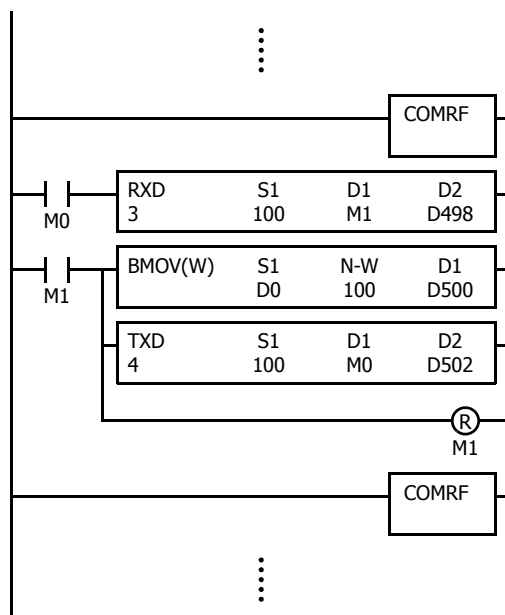 COMRF
M0
RXD S1 D1 D2
3 100 M1 D498
M1
BMOV(W) S1 N-W D1
D0 100 D500
TXD S1 D1 D2
4 100 M0 D502
R
M1
COMRF